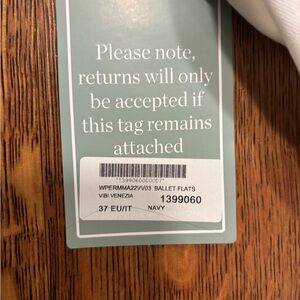 Please note,
returns will only
be accepted if
this tag remains
attached
*1399060000007*
WPERMMA22VV03 BALLET FLATS
VIBI VENEZIA
1399060
37 EU/IT NAVY